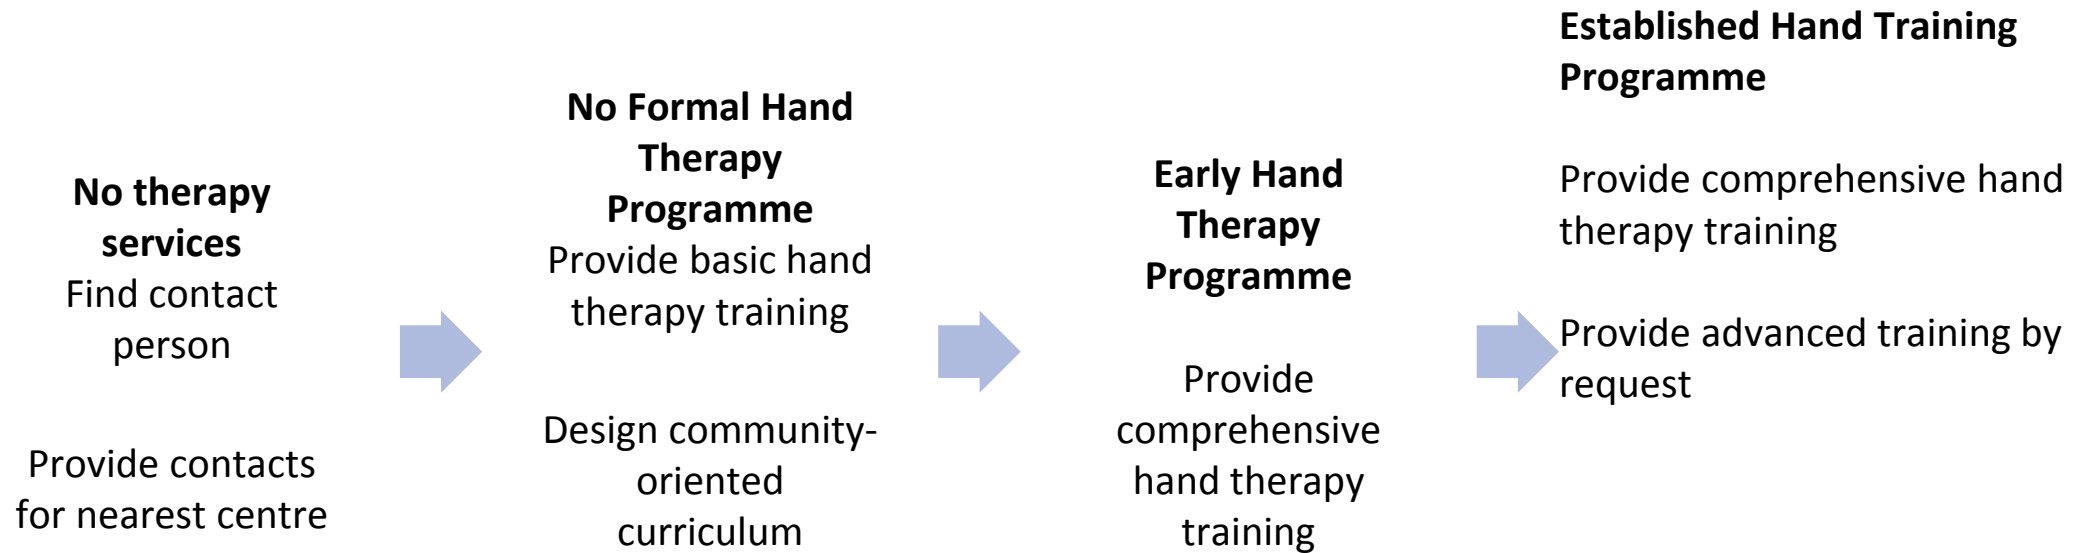 No therapy
services
Find contact
person
Provide contacts
for nearest centre
No Formal Hand
Therapy
Programme
Provide basic hand
therapy training
Design community-
oriented
curriculum
Early Hand
Therapy
Programme
Provide
comprehensive
hand therapy
training
Established Hand Training
Programme
Provide comprehensive hand
therapy training
Provide advanced training by
request